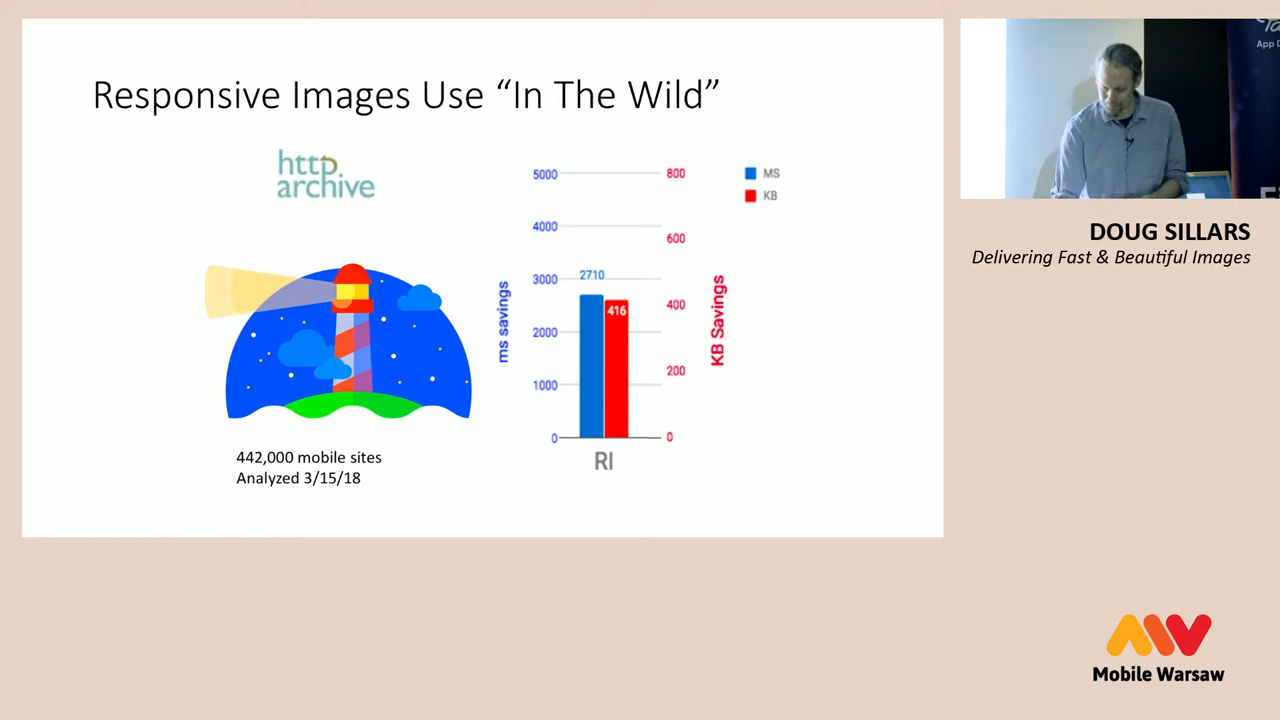 Responsive Images Use “In The Wild”
http
archive
5000
4000
3000
2000
1000
0
ms savings
2710
416
RI
800
600
400
200
0
KB Savings
MS
KB
442,000 mobile sites
Analyzed 3/15/18
App D
DOUG SILLARS
Delivering Fast & Beautiful Images
Mobile Warsaw